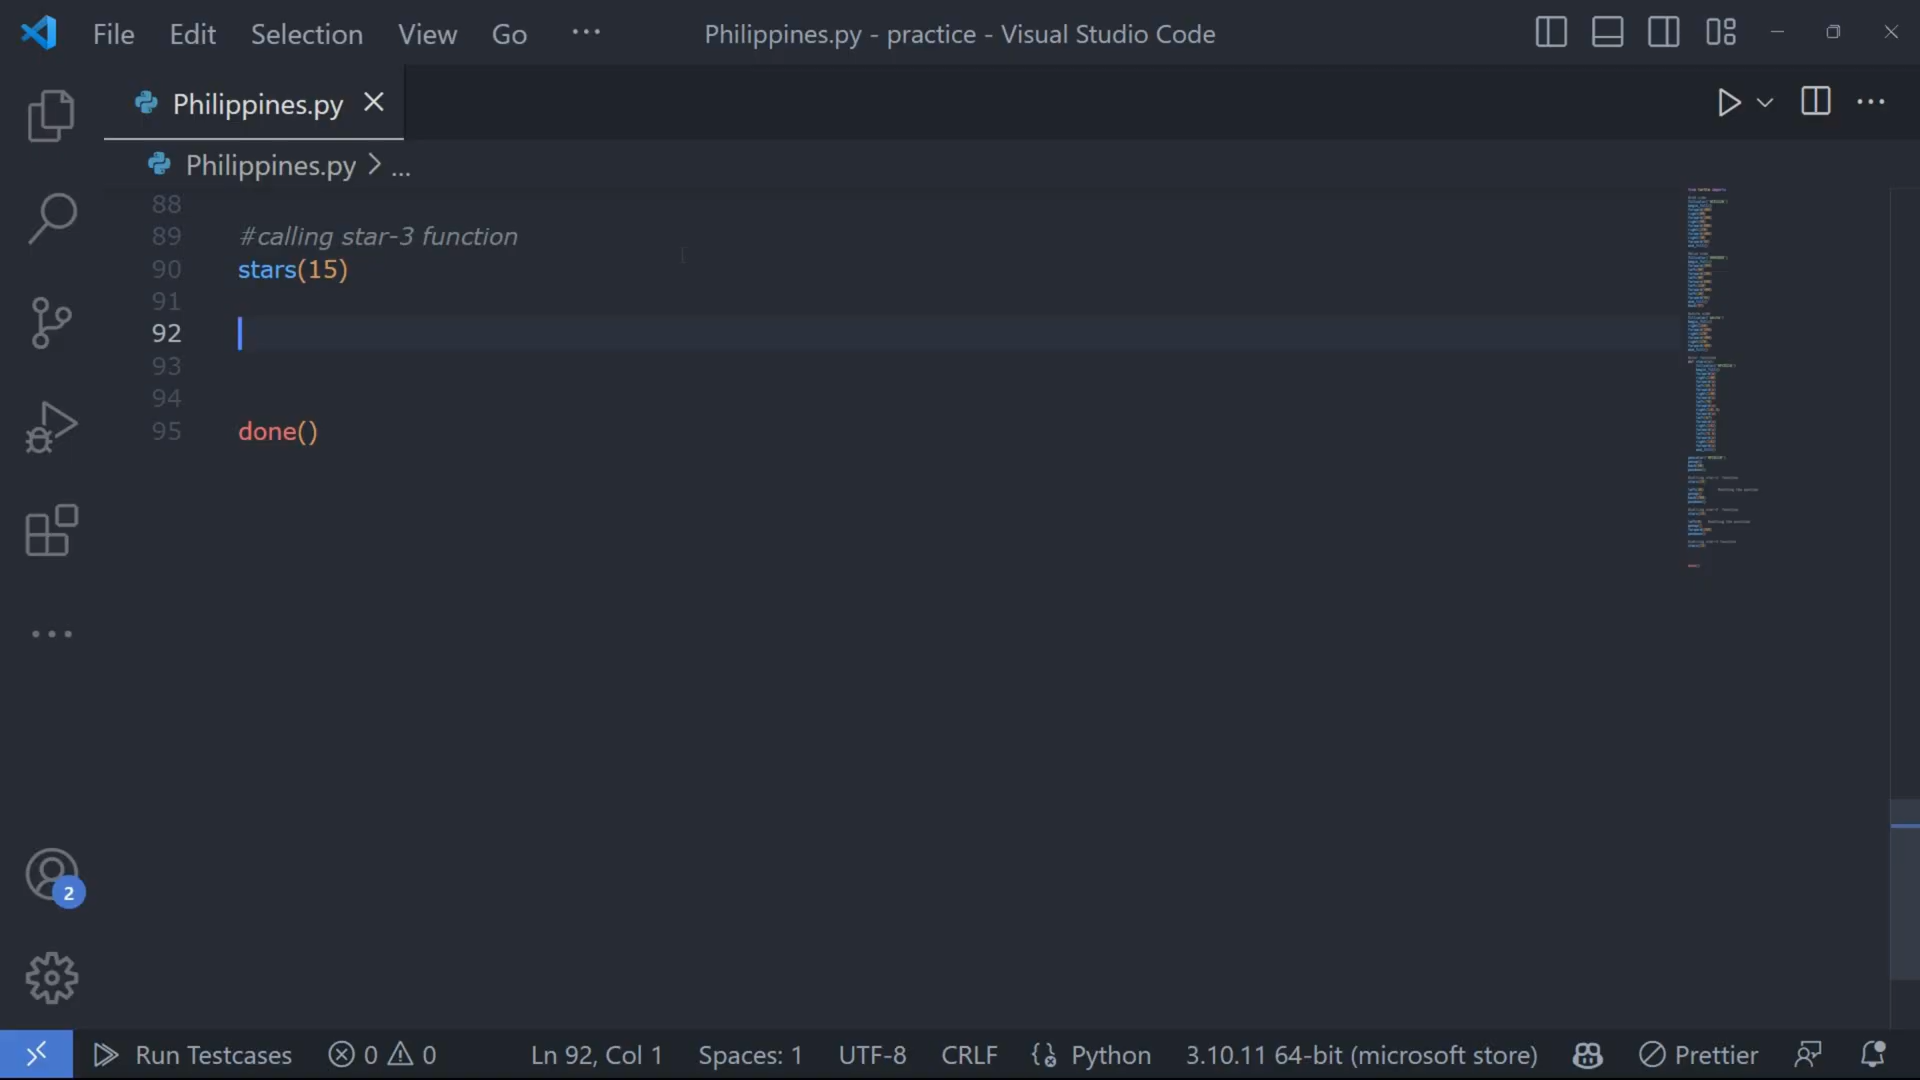 File Edit Selection View Go ··· Philippines.py - practice - Visual Studio Code
Philippines.py
Philippines.py > ...
88
89 #calling star-3 function
90 stars(15)
91
92
93
94
95 done()
2
Run Testcases 0 0 Ln 92, Col 1 Spaces: 1 UTF-8 CRLF Python 3.10.11 64-bit (microsoft store) Prettier